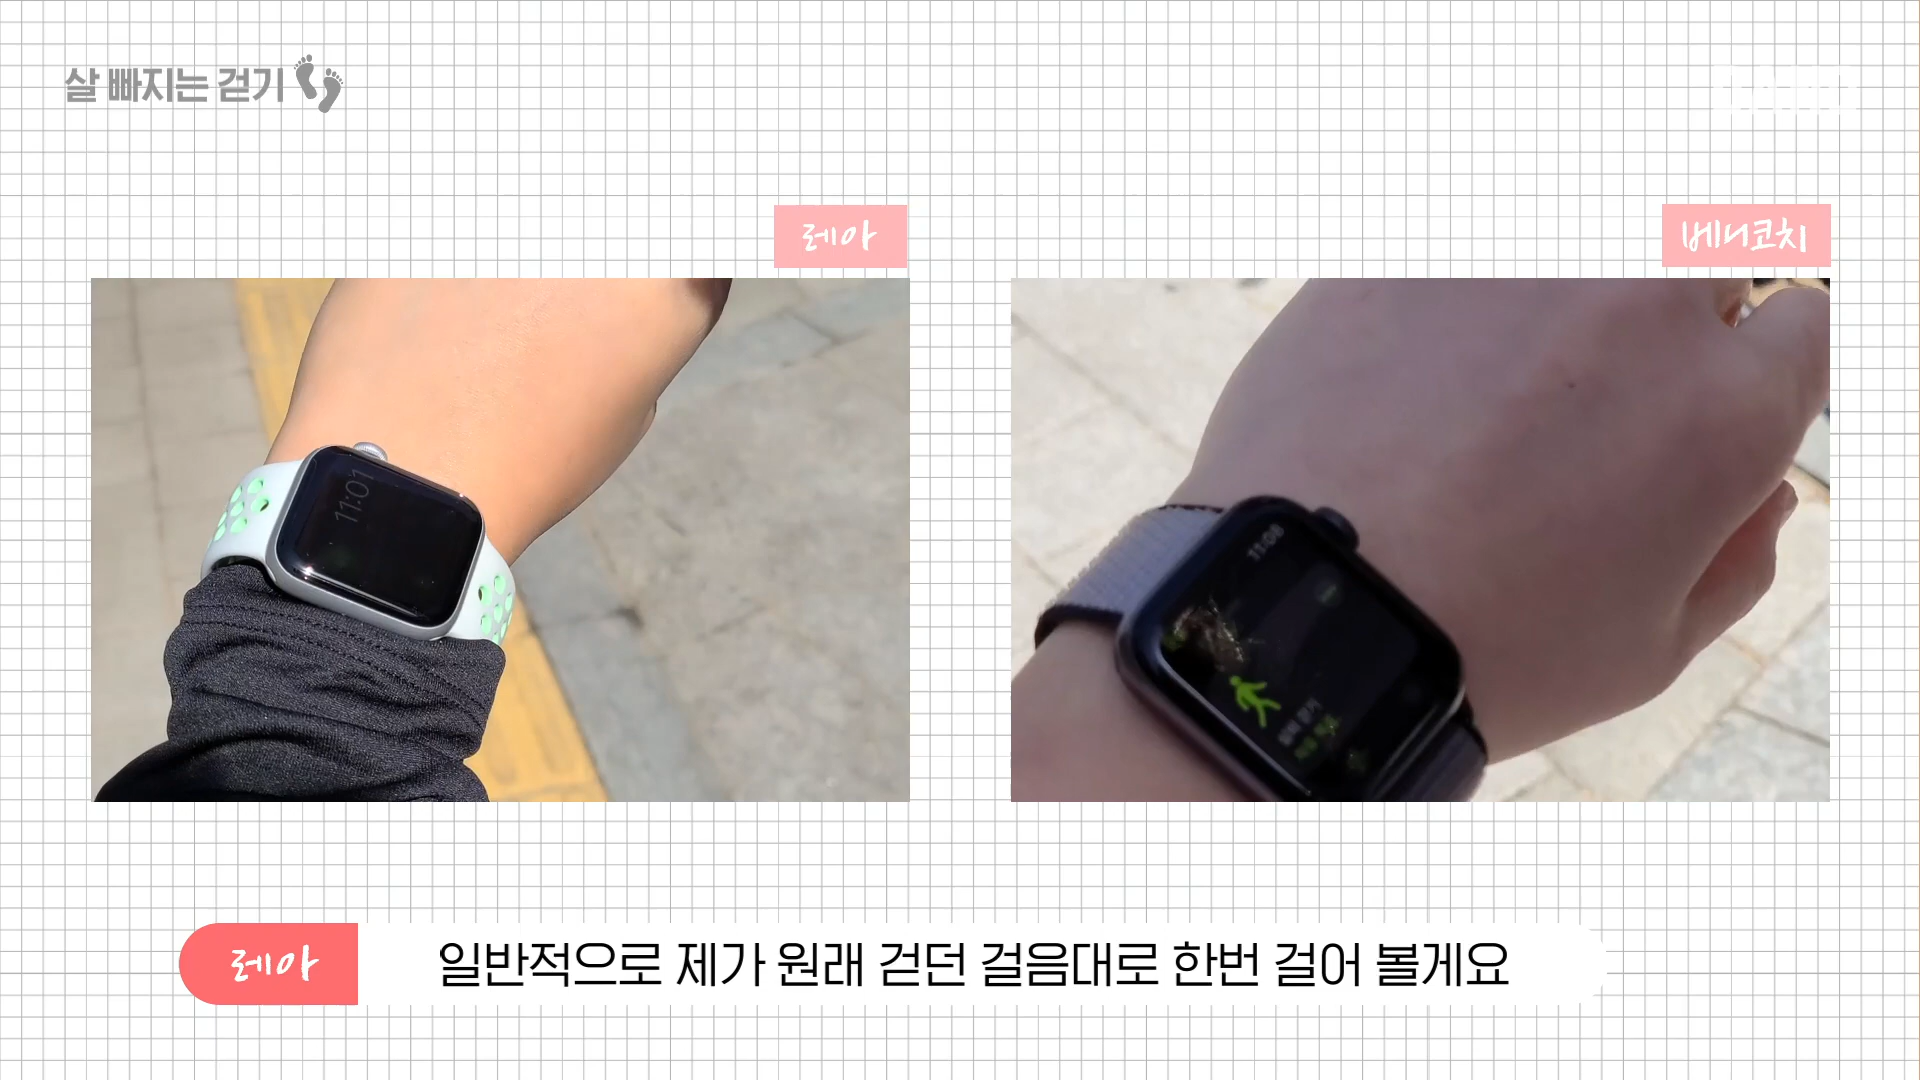 살 빠지는 걷기
레아
베니코치
11:01
11:08
레아
일반적으로 제가 원래 걷던 걸음대로 한번 걸어 볼게요